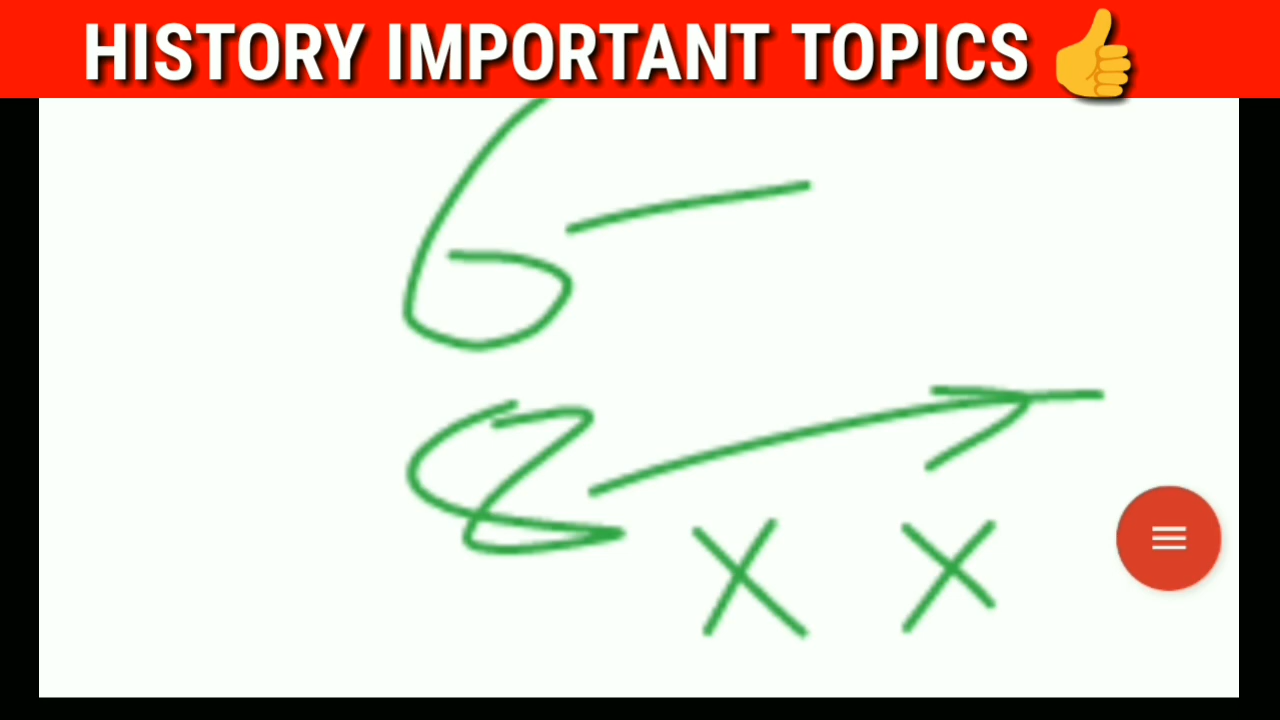 HISTORY IMPORTANT TOPICS 👍
6 —
8 →
X X